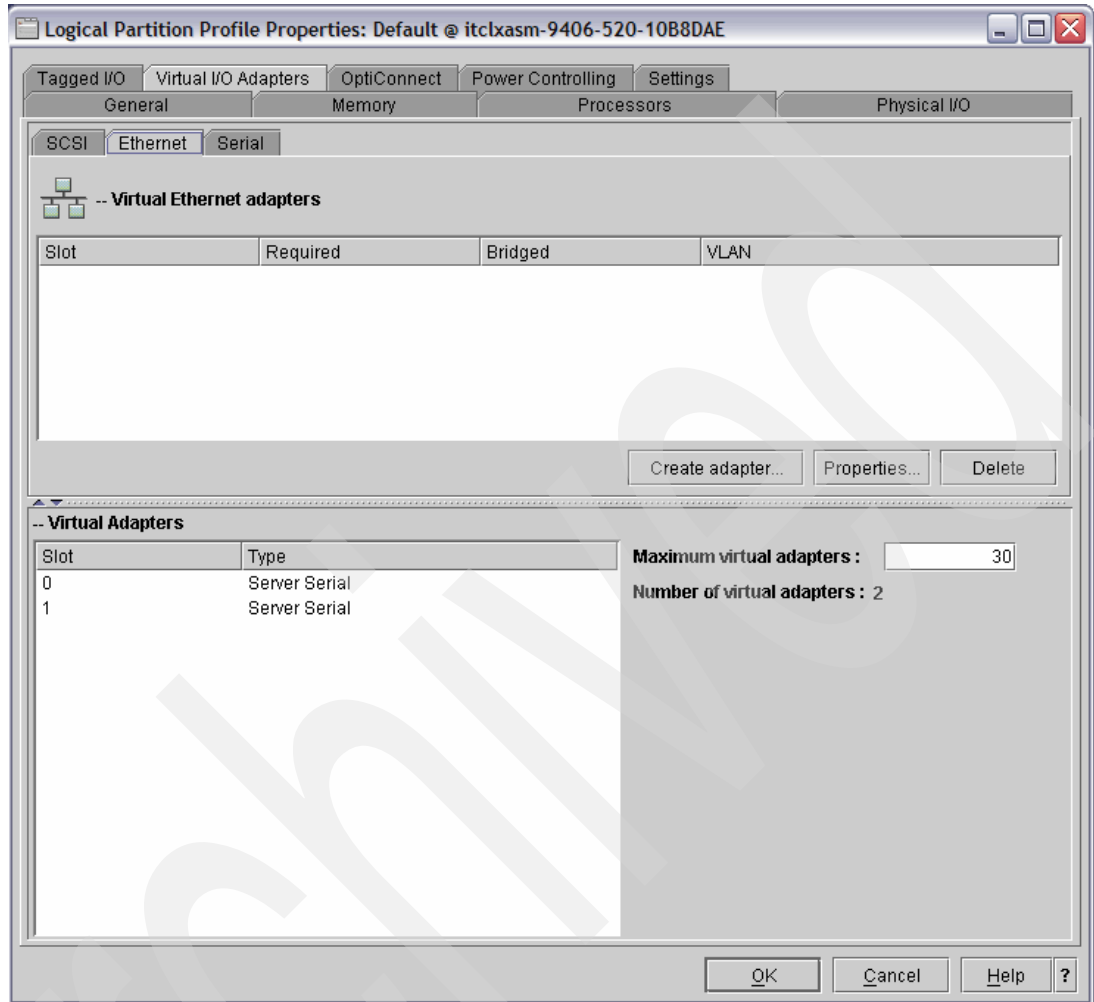 Logical Partition Profile Properties: Default @ itclxasm-9406-520-10B8DAE
Tagged I/O Virtual I/O Adapters OptiConnect Power Controlling Settings
General Memory Processors Physical I/O
SCSI Ethernet Serial
-- Virtual Ethernet adapters
Slot Required Bridged VLAN
Create adapter... Properties... Delete
-- Virtual Adapters
Slot Type
0 Server Serial
1 Server Serial
Maximum virtual adapters : 30
Number of virtual adapters : 2
OK Cancel Help ?